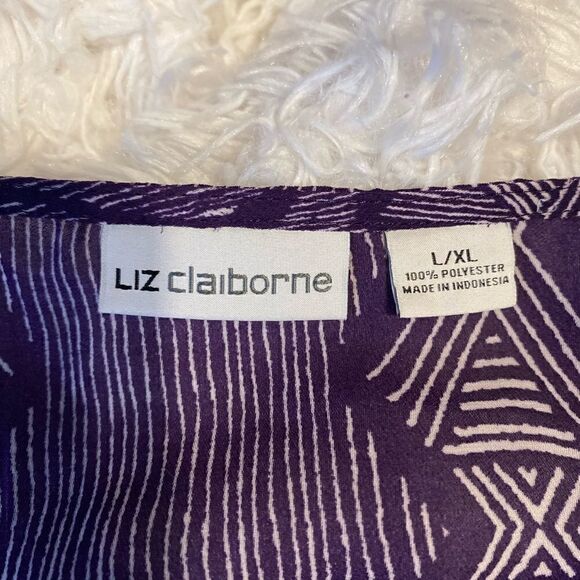 LIZ claiborne
L/XL
100% POLYESTER
MADE IN INDONESIA